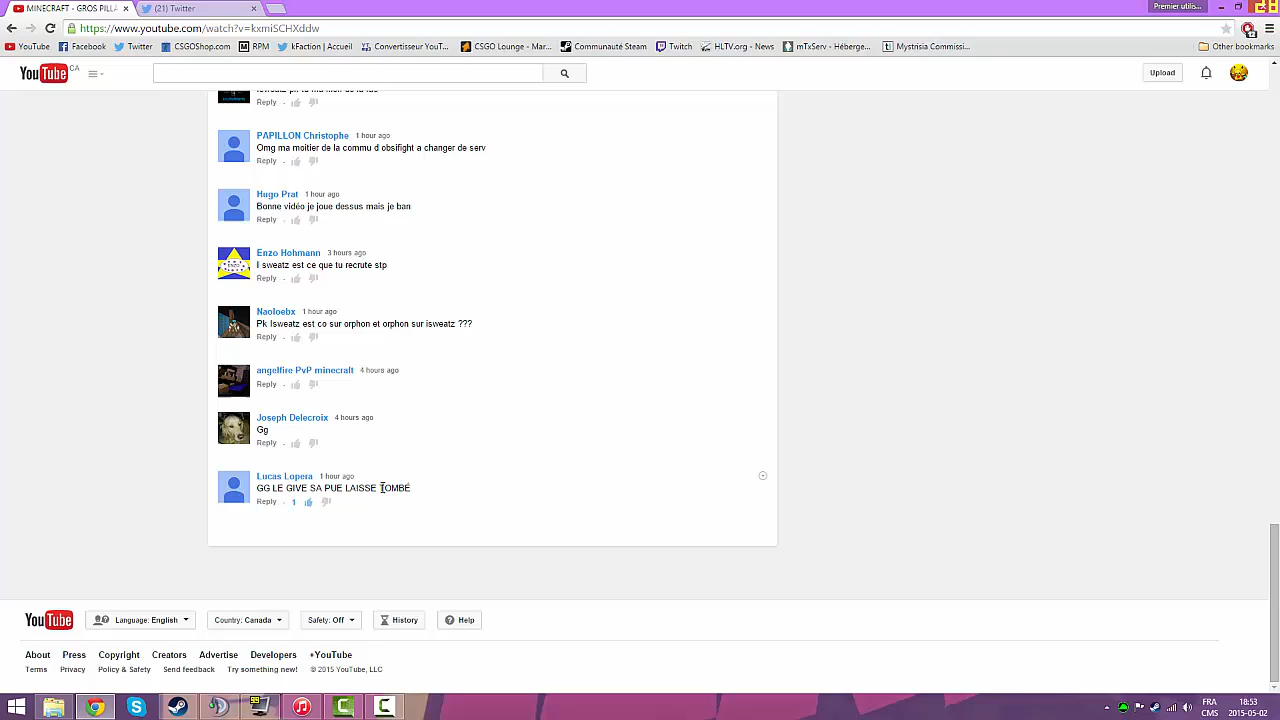 MINECRAFT - GROS PILLA
(21) Twitter
Premier utilis...
https://www.youtube.com/watch?v=kxmiSCHXddw
YouTube
Facebook
Twitter
CSGOShop.com
RPM
kFaction | Accueil
Convertisseur YouT...
CSGO Lounge - Mar...
Communauté Steam
Twitch
HLTV.org - News
mTxServ - Héberge...
Mystrisia Commissi...
Other bookmarks
YouTube CA
Upload
Reply
PAPILLON Christophe 1 hour ago
Omg ma moitier de la commu d obsifight a changer de serv
Reply
Hugo Prat 1 hour ago
Bonne vidéo je joue dessus mais je ban
Reply
Enzo Hohmann 3 hours ago
I sweatz est ce que tu recrute stp
Reply
Naoloebx 1 hour ago
Pk Isweatz est co sur orphon et orphon sur isweatz ???
Reply
angelfire PvP minecraft 4 hours ago
Reply
Joseph Delecroix 4 hours ago
Gg
Reply
Lucas Lopera 1 hour ago
GG LE GIVE SA PUE LAISSE TOMBÉ
Reply - 1
YouTube
Language: English
Country: Canada
Safety: Off
History
Help
About Press Copyright Creators Advertise Developers +YouTube
Terms Privacy Policy & Safety Send feedback Try something new! © 2015 YouTube, LLC
FRA 18:53
CMS 2015-05-02